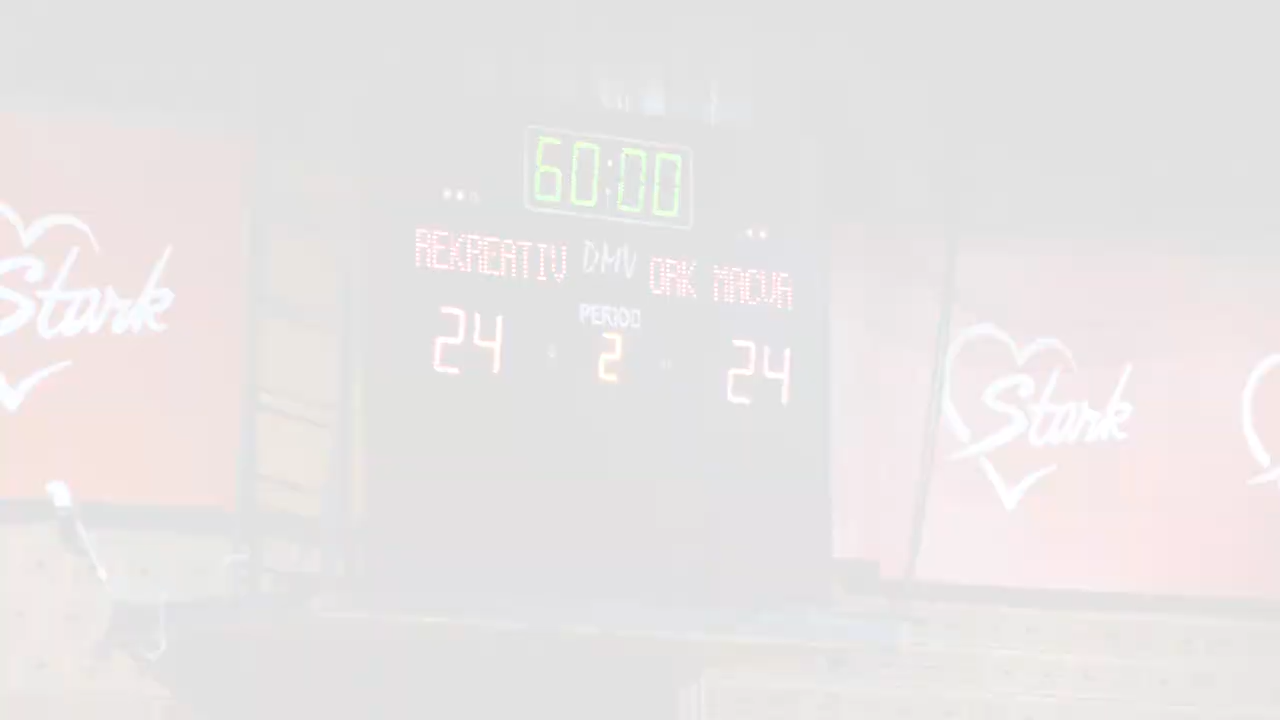 60:00
REKREATIV DMV ORK MACVA
PERIOD
24 2 24
Stark
Stark